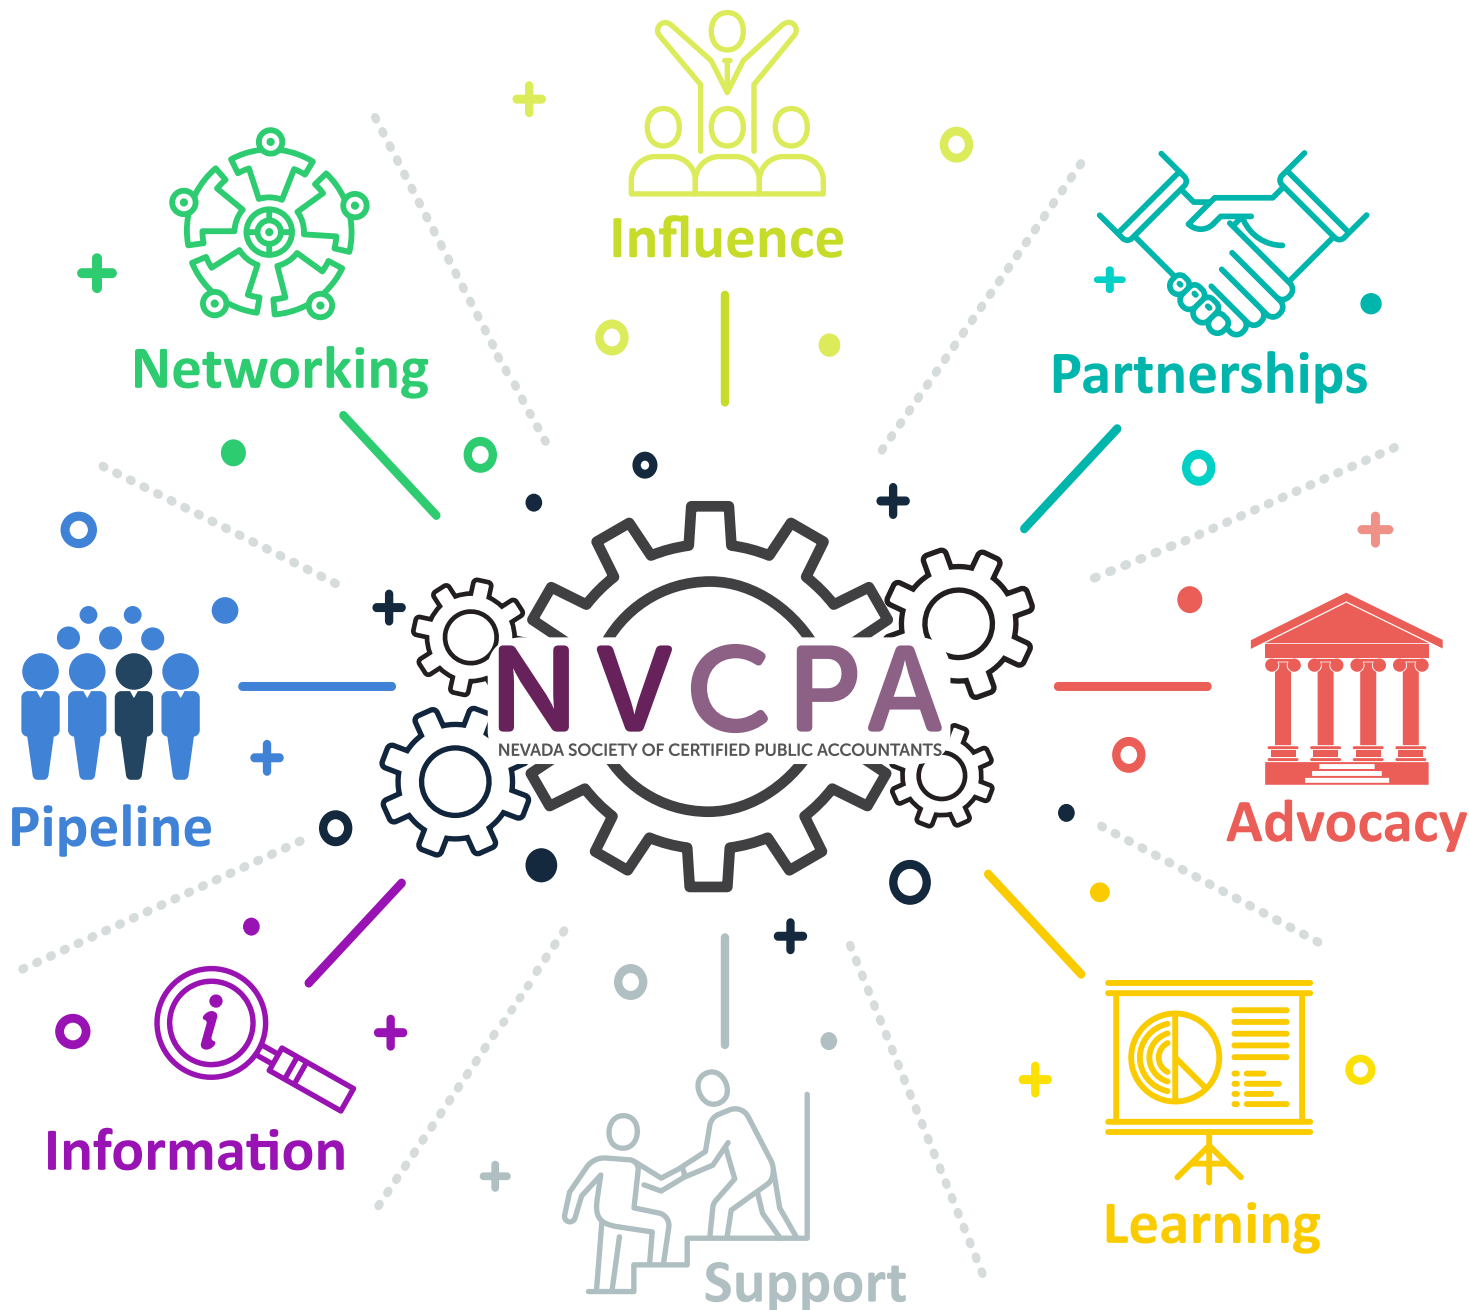 Influence
Networking
Partnerships
NVCPA
NEVADA SOCIETY OF CERTIFIED PUBLIC ACCOUNTANTS
Pipeline
Advocacy
i
Information
Learning
Support